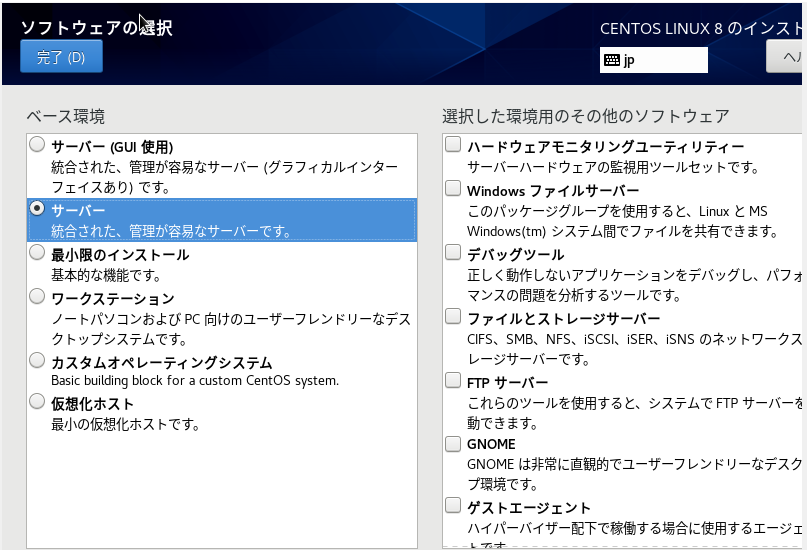 ソフトウェアの選択
完了 (D)
CENTOS LINUX 8 のインスト
jp
ヘル
ベース環境
サーバー (GUI 使用)
統合された、管理が容易なサーバー (グラフィカルインター
フェイスあり) です。
サーバー
統合された、管理が容易なサーバーです。
最小限のインストール
基本的な機能です。
ワークステーション
ノートパソコンおよび PC 向けのユーザーフレンドリーなデス
クトップシステムです。
カスタムオペレーティングシステム
Basic building block for a custom CentOS system.
仮想化ホスト
最小の仮想化ホストです。
選択した環境用のその他のソフトウェア
ハードウェアモニタリングユーティリティー
サーバーハードウェアの監視用ツールセットです。
Windows ファイルサーバー
このパッケージグループを使用すると、Linux と MS
Windows(tm) システム間でファイルを共有できます。
デバッグツール
正しく動作しないアプリケーションをデバッグし、パフォ
マンスの問題を分析するツールです。
ファイルとストレージサーバー
CIFS、SMB、NFS、iSCSI、iSER、iSNS のネットワークス
レージサーバーです。
FTP サーバー
これらのツールを使用すると、システムで FTP サーバーを
動できます。
GNOME
GNOME は非常に直観的でユーザーフレンドリーなデスク
プ環境です。
ゲストエージェント
ハイパーバイザー配下で稼働する場合に使用するエージェ
トです